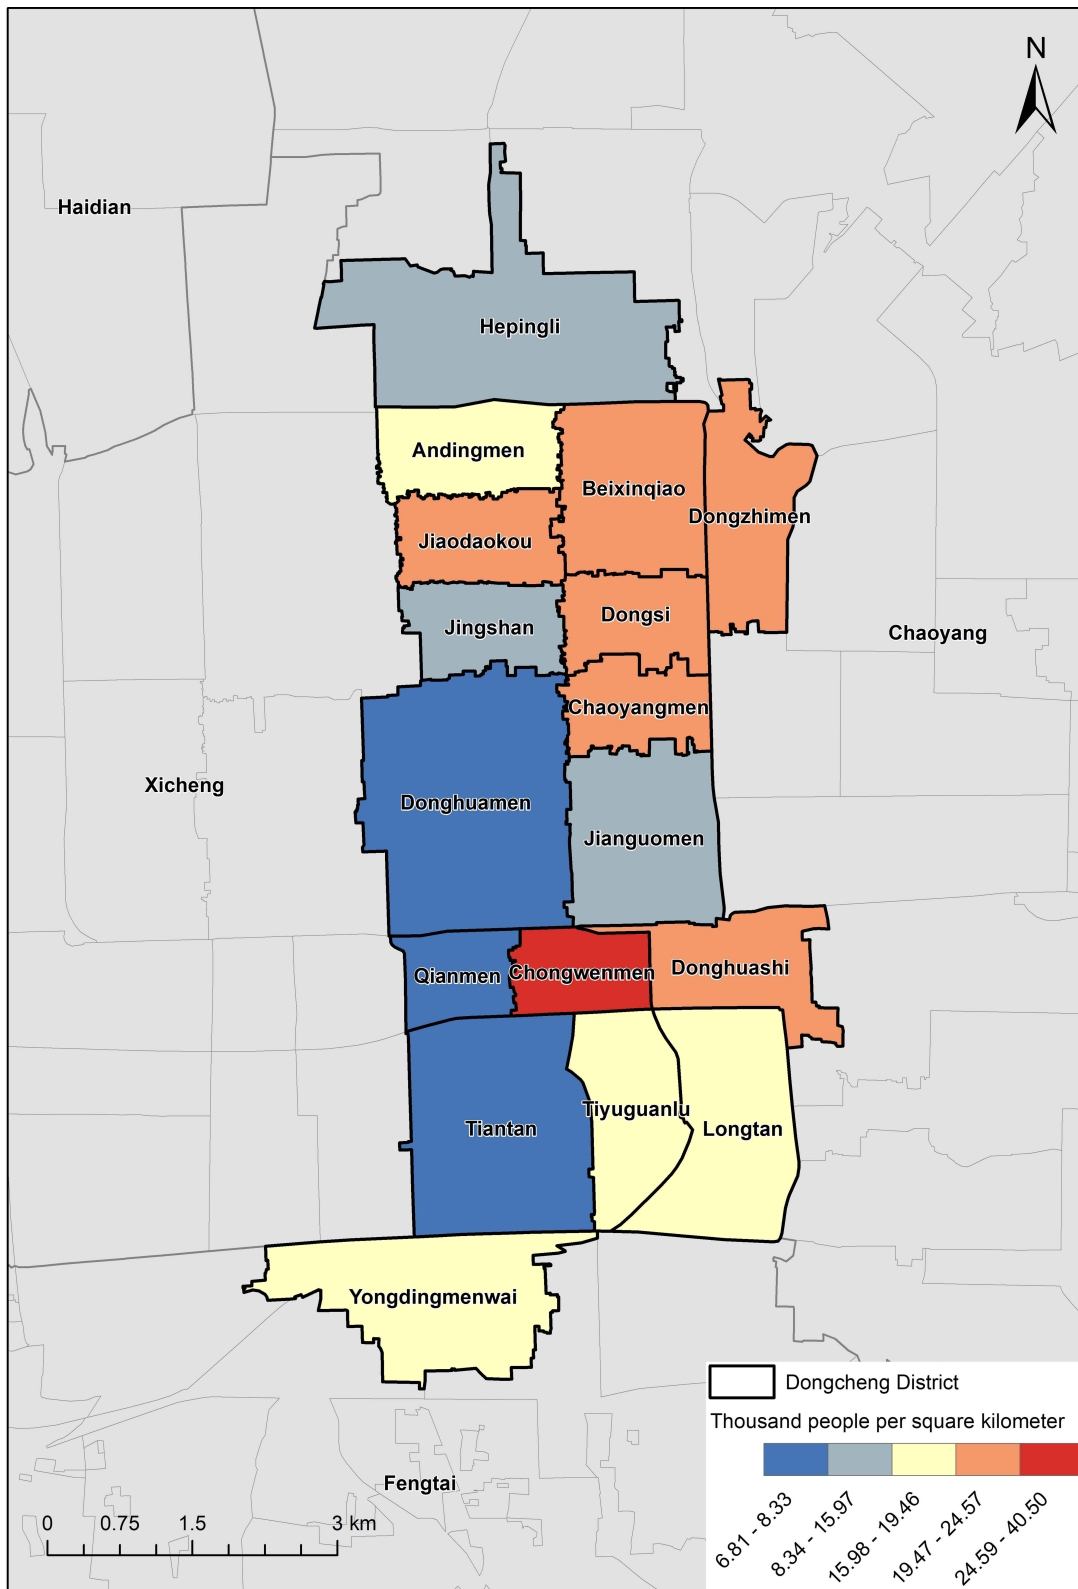 N
Haidian
Hepingli
Andingmen
Beixinqiao
Dongzhimen
Jiaodaokou
Dongsi
Jingshan
Chaoyang
Chaoyangmen
Xicheng
Donghuamen
Jianguomen
Qianmen
Chongwenmen
Donghuashi
Tiyuguanlu
Tiantan
Longtan
Yongdingmenwai
Fengtai
0 0.75 1.5 3 km
Dongcheng District
Thousand people per square kilometer
6.81 - 8.33
8.34 - 15.97
15.98 - 19.46
19.47 - 24.57
24.59 - 40.50